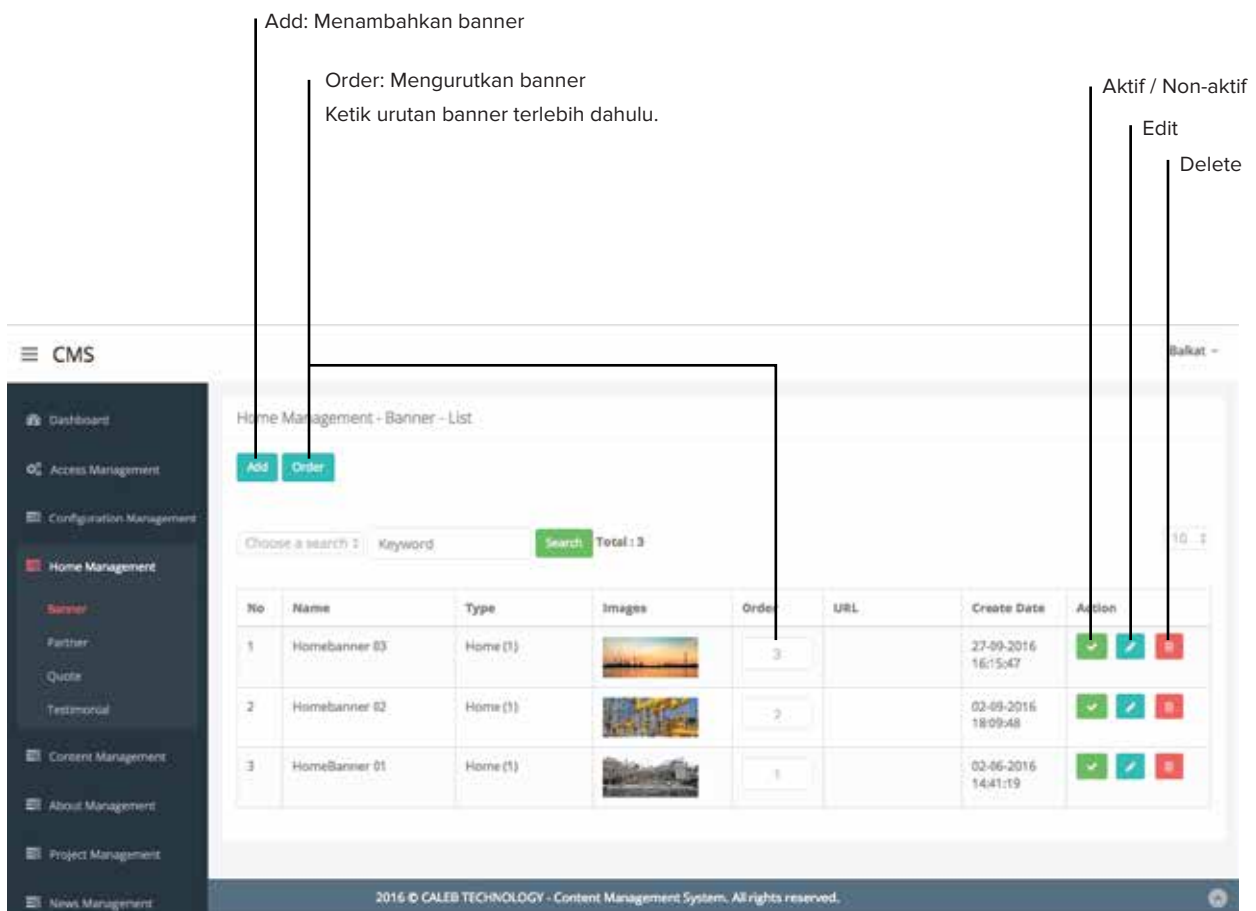 Add: Menambahkan banner
Order: Mengurutkan banner
Ketik urutan banner terlebih dahulu.
Aktif / Non-aktif
Edit
Delete
CMS
Balkat
Dashboard
Home Management - Banner - List
Access Management
Add
Order
Configuration Management
Choose a search
Keyword
Search
Total : 3
10
Home Management
Banner
Partner
Quote
Testimonial
Content Management
About Management
Project Management
News Management
No Name Type Images Order URL Create Date Action
1 Homebanner 03 Home (1) 3 27-09-2016
16:15:47
2 Homebanner 02 Home (1) 2 02-09-2016
18:09:48
3 HomeBanner 01 Home (1) 1 02-06-2016
14:41:19
2016 © CALEB TECHNOLOGY - Content Management System. All rights reserved.